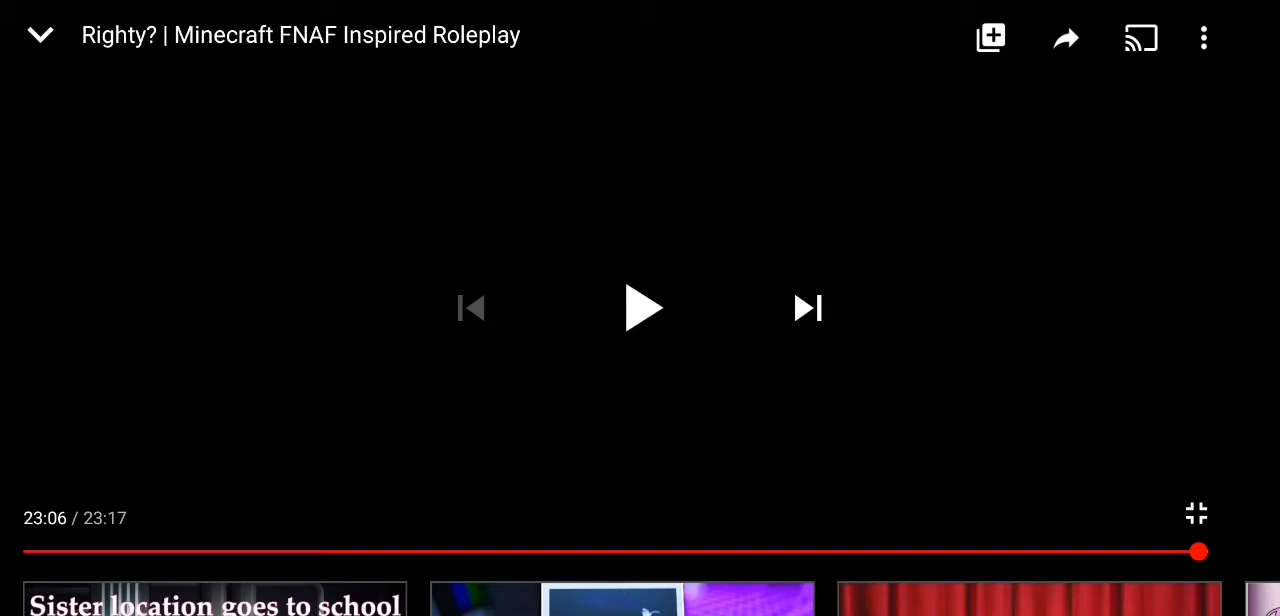 Righty? | Minecraft FNAF Inspired Roleplay
23:06 / 23:17
Sister location goes to school